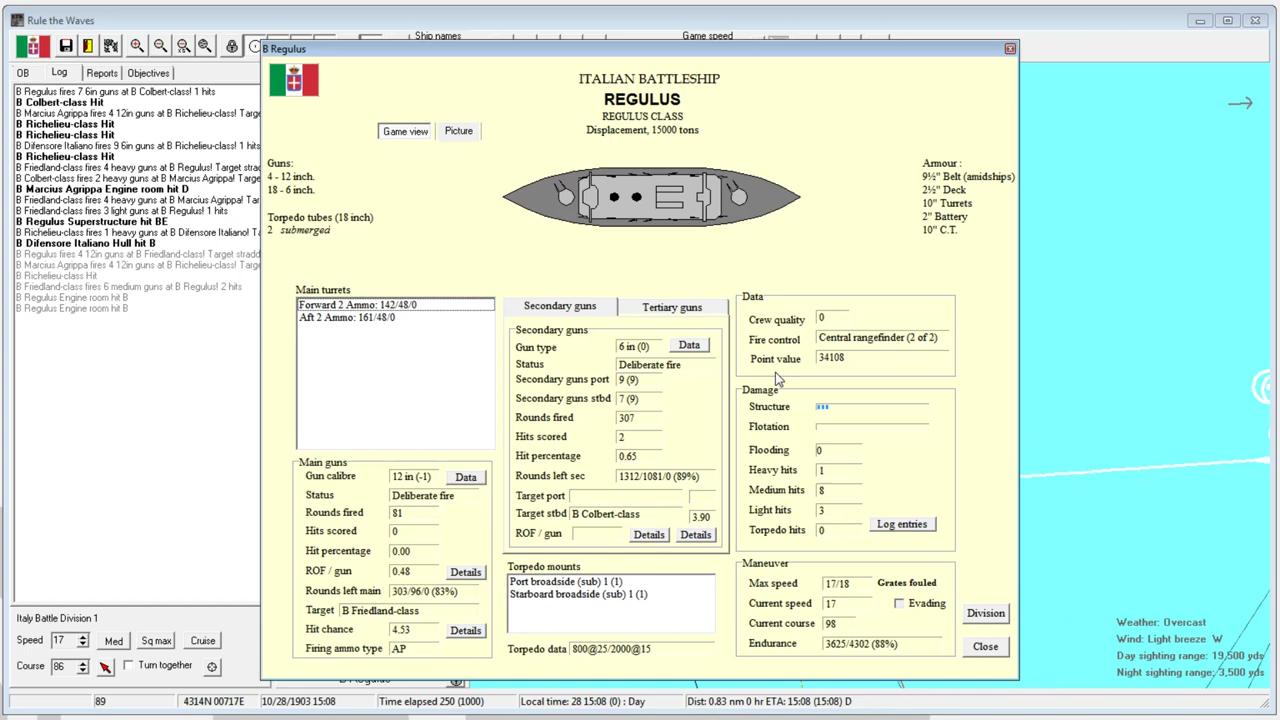 Rule the Waves
Ship names
Game speed
OB
Log
Reports
Objectives
B Regulus fires 7 6in guns at B Colbert-class! 1 hits
B Colbert-class Hit
B Marcius Agrippa fires 4 12in guns at B Richelieu-class! Targe
B Richelieu-class Hit
B Richelieu-class Hit
B Difensore Italiano fires 9 6in guns at B Richelieu-class! 1 hits
B Richelieu-class Hit
B Friedland-class fires 4 heavy guns at B Regulus! Target stradd
B Colbert-class fires 2 heavy guns at B Marcius Agrippa! Target
B Marcius Agrippa Engine room hit D
B Friedland-class fires 3 light guns at B Regulus! 1 hits
B Regulus Superstructure hit BE
B Richelieu-class fires 1 heavy guns at B Difensore Italiano! Ta
B Difensore Italiano Hull hit B
B Regulus fires 4 12in guns at B Friedland-class! Target stradd
B Marcius Agrippa fires 4 12in guns at B Richelieu-class! Targe
B Richelieu-class Hit
B Friedland-class fires 6 medium guns at B Regulus! 2 hits
B Regulus Engine room hit B
B Regulus Engine room hit B
Italy Battle Division 1
Speed 17 Med Sq max Cruise
Course 86 Turn together
B Regulus
ITALIAN BATTLESHIP
REGULUS
REGULUS CLASS
Displacement, 15000 tons
Game view
Picture
Guns:
4 - 12 inch.
18 - 6 inch.
Torpedo tubes (18 inch)
2 submerged
Armour :
9½" Belt (amidships)
2½" Deck
10" Turrets
2" Battery
10" C.T.
Main turrets
Forward 2 Ammo: 142/48/0
Aft 2 Ammo: 161/48/0
Main guns
Gun calibre 12 in (-1) Data
Status Deliberate fire
Rounds fired 81
Hits scored 0
Hit percentage 0.00
ROF / gun 0.48 Details
Rounds left main 303/96/0 (83%)
Target B Friedland-class
Hit chance 4.53 Details
Firing ammo type AP
Secondary guns
Tertiary guns
Secondary guns
Gun type 6 in (0) Data
Status Deliberate fire
Secondary guns port 9 (9)
Secondary guns stbd 7 (9)
Rounds fired 307
Hits scored 2
Hit percentage 0.65
Rounds left sec 1312/1081/0 (89%)
Target port
Target stbd B Colbert-class 3.90
ROF / gun Details Details
Torpedo mounts
Port broadside (sub) 1 (1)
Starboard broadside (sub) 1 (1)
Torpedo data 800@25/2000@15
Data
Crew quality 0
Fire control Central rangefinder (2 of 2)
Point value 34108
Damage
Structure
Flotation
Flooding 0
Heavy hits 1
Medium hits 8
Light hits 3
Torpedo hits 0
Log entries
Maneuver
Max speed 17/18 Grates fouled
Current speed 17 Evading
Current course 98
Endurance 3625/4302 (88%)
Division
Close
Weather: Overcast
Wind: Light breeze W
Day sighting range: 19,500 yds
Night sighting range: 3,500 yds
B Regulus
89
4314N 00717E
10/28/1903 15:08
Time elapsed 250 (1000)
Local time: 28 15:08 (0) : Day
Dist: 0.83 nm 0 hr ETA: 15:08 (15:08) D